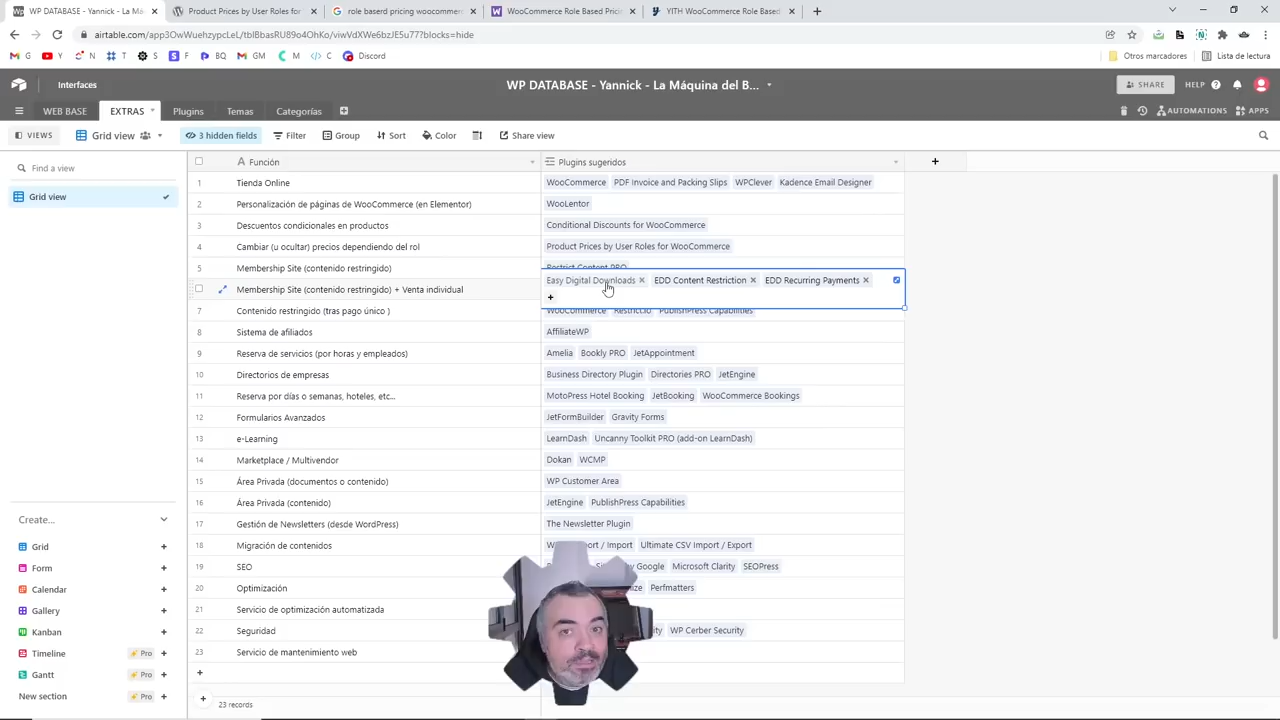 WP DATABASE - Yannick - La Má
Product Prices by User Roles for
role baserd pricing woocommer
WooCommerce Role Based Prici
YITH WooCommerce Role Based
airtable.com/app3OwWuehzypcLeL/tblBbasRU89o4OhKo/viwVdXWe6bzJE5u77?blocks=hide
G S F PB BQ GM C M C Discord Otros marcadores Lista de lectura
Interfaces
WP DATABASE - Yannick - La Máquina del B...
SHARE HELP
WEB BASE EXTRAS Plugins Temas Categorías AUTOMATIONS APPS
VIEWS Grid view 3 hidden fields Filter Group Sort Color Share view
Find a view
Grid view
Función Plugins sugeridos
1 Tienda Online WooCommerce PDF Invoice and Packing Slips WPClever Kadence Email Designer
2 Personalización de páginas de WooCommerce (en Elementor) WooLentor
3 Descuentos condicionales en productos Conditional Discounts for WooCommerce
4 Cambiar (u ocultar) precios dependiendo del rol Product Prices by User Roles for WooCommerce
5 Membership Site (contenido restringido) Restrict Content PRO
Membership Site (contenido restringido) + Venta individual Easy Digital Downloads EDD Content Restriction EDD Recurring Payments
7 Contenido restringido (tras pago único ) WooCommerce Restrict.io PublishPress Capabilities
8 Sistema de afiliados AffiliateWP
9 Reserva de servicios (por horas y empleados) Amelia Bookly PRO JetAppointment
10 Directorios de empresas Business Directory Plugin Directories PRO JetEngine
11 Reserva por días o semanas, hoteles, etc... MotoPress Hotel Booking JetBooking WooCommerce Bookings
12 Formularios Avanzados JetFormBuilder Gravity Forms
13 e-Learning LearnDash Uncanny Toolkit PRO (add-on LearnDash)
14 Marketplace / Multivendor Dokan WCMP
15 Área Privada (documentos o contenido) WP Customer Area
16 Área Privada (contenido) JetEngine PublishPress Capabilities
17 Gestión de Newsletters (desde WordPress) The Newsletter Plugin
18 Migración de contenidos / Import Ultimate CSV Import / Export
19 SEO by Google Microsoft Clarity SEOPress
20 Optimización Perfmatters
21 Servicio de optimización automatizada
22 Seguridad WP Cerber Security
23 Servicio de mantenimiento web
Create...
Grid
Form
Calendar
Gallery
Kanban
Timeline Pro
Gantt Pro
New section Pro
23 records